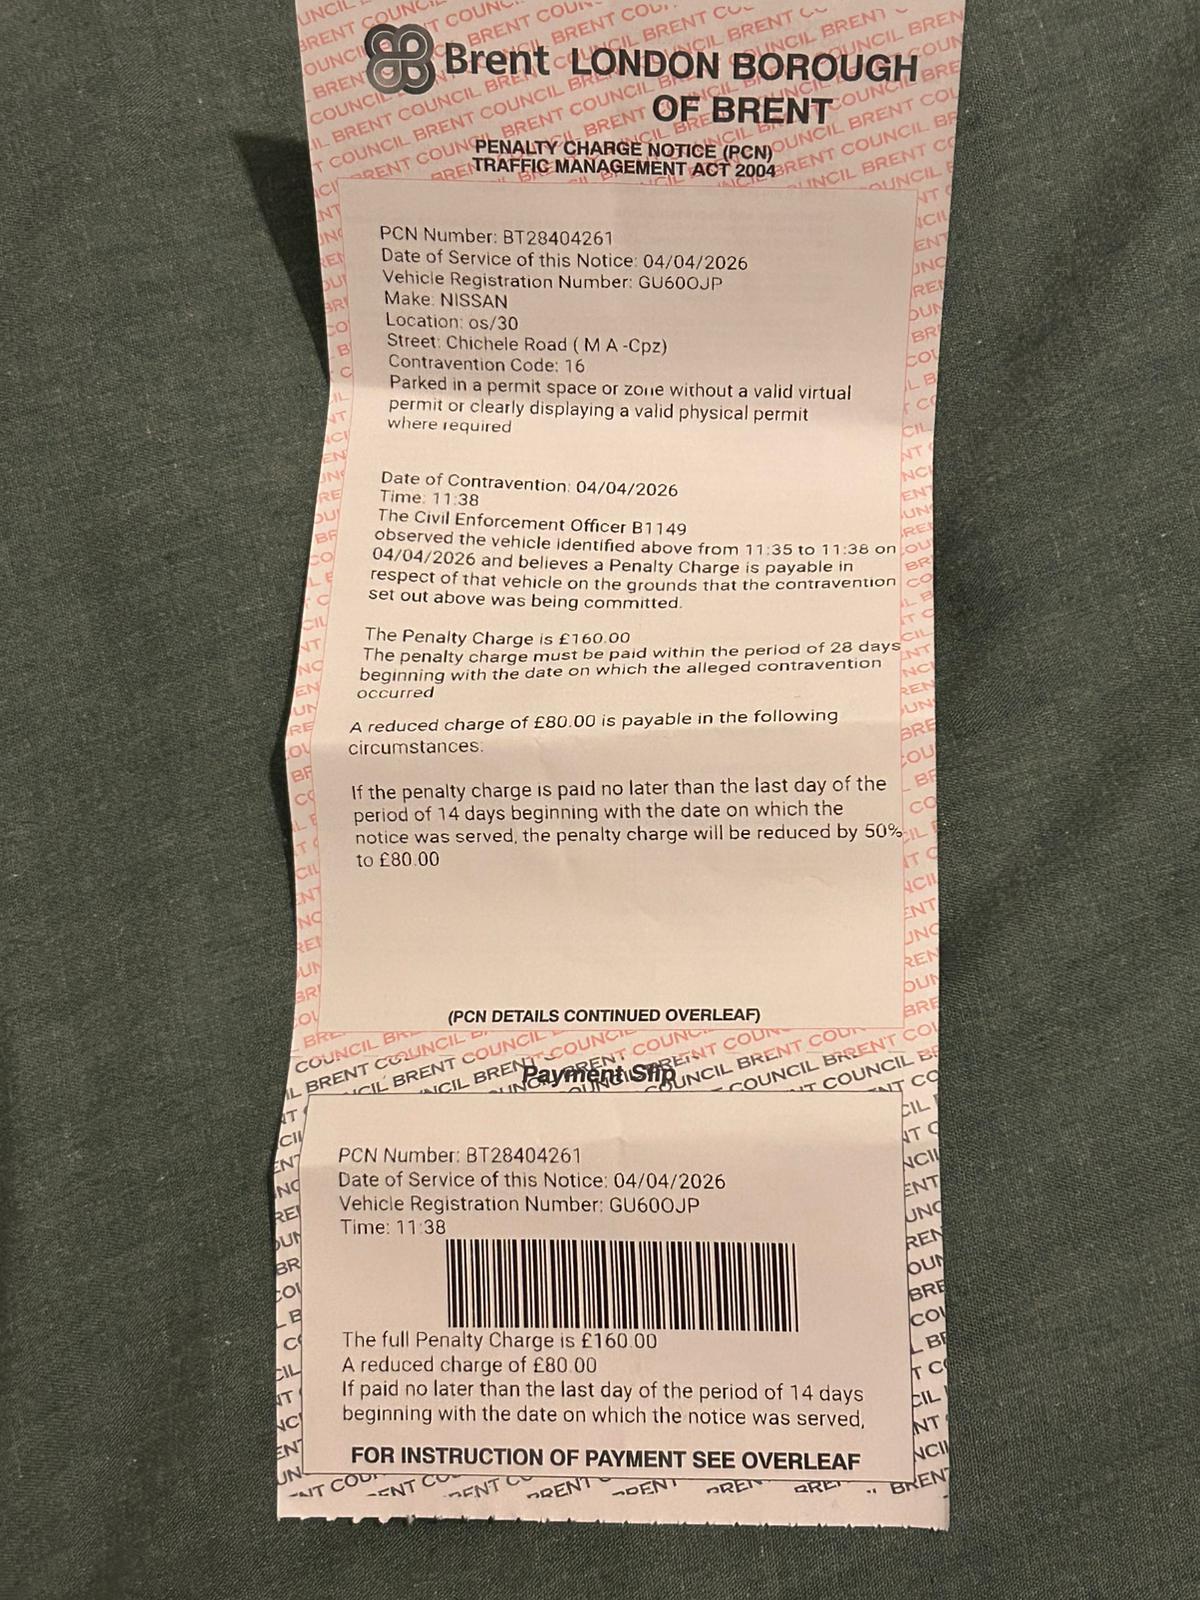 Brent LONDON BOROUGH
OF BRENT
PENALTY CHARGE NOTICE (PCN)
TRAFFIC MANAGEMENT ACT 2004
PCN Number: BT28404261
Date of Service of this Notice: 04/04/2026
Vehicle Registration Number: GU60OJP
Make: NISSAN
Location: os/30
Street: Chichele Road ( M A -Cpz)
Contravention Code: 16
Parked in a permit space or zone without a valid virtual
permit or clearly displaying a valid physical permit
where required
Date of Contravention: 04/04/2026
Time: 11:38
The Civil Enforcement Officer B1149
observed the vehicle identified above from 11:35 to 11:38 on
04/04/2026 and believes a Penalty Charge is payable in
respect of that vehicle on the grounds that the contravention
set out above was being committed.
The Penalty Charge is £160.00
The penalty charge must be paid within the period of 28 days
beginning with the date on which the alleged contravention
occurred
A reduced charge of £80.00 is payable in the following
circumstances:
If the penalty charge is paid no later than the last day of the
period of 14 days beginning with the date on which the
notice was served, the penalty charge will be reduced by 50%
to £80.00
(PCN DETAILS CONTINUED OVERLEAF)
Payment Slip
PCN Number: BT28404261
Date of Service of this Notice: 04/04/2026
Vehicle Registration Number: GU60OJP
Time: 11:38
The full Penalty Charge is £160.00
A reduced charge of £80.00
If paid no later than the last day of the period of 14 days
beginning with the date on which the notice was served,
FOR INSTRUCTION OF PAYMENT SEE OVERLEAF